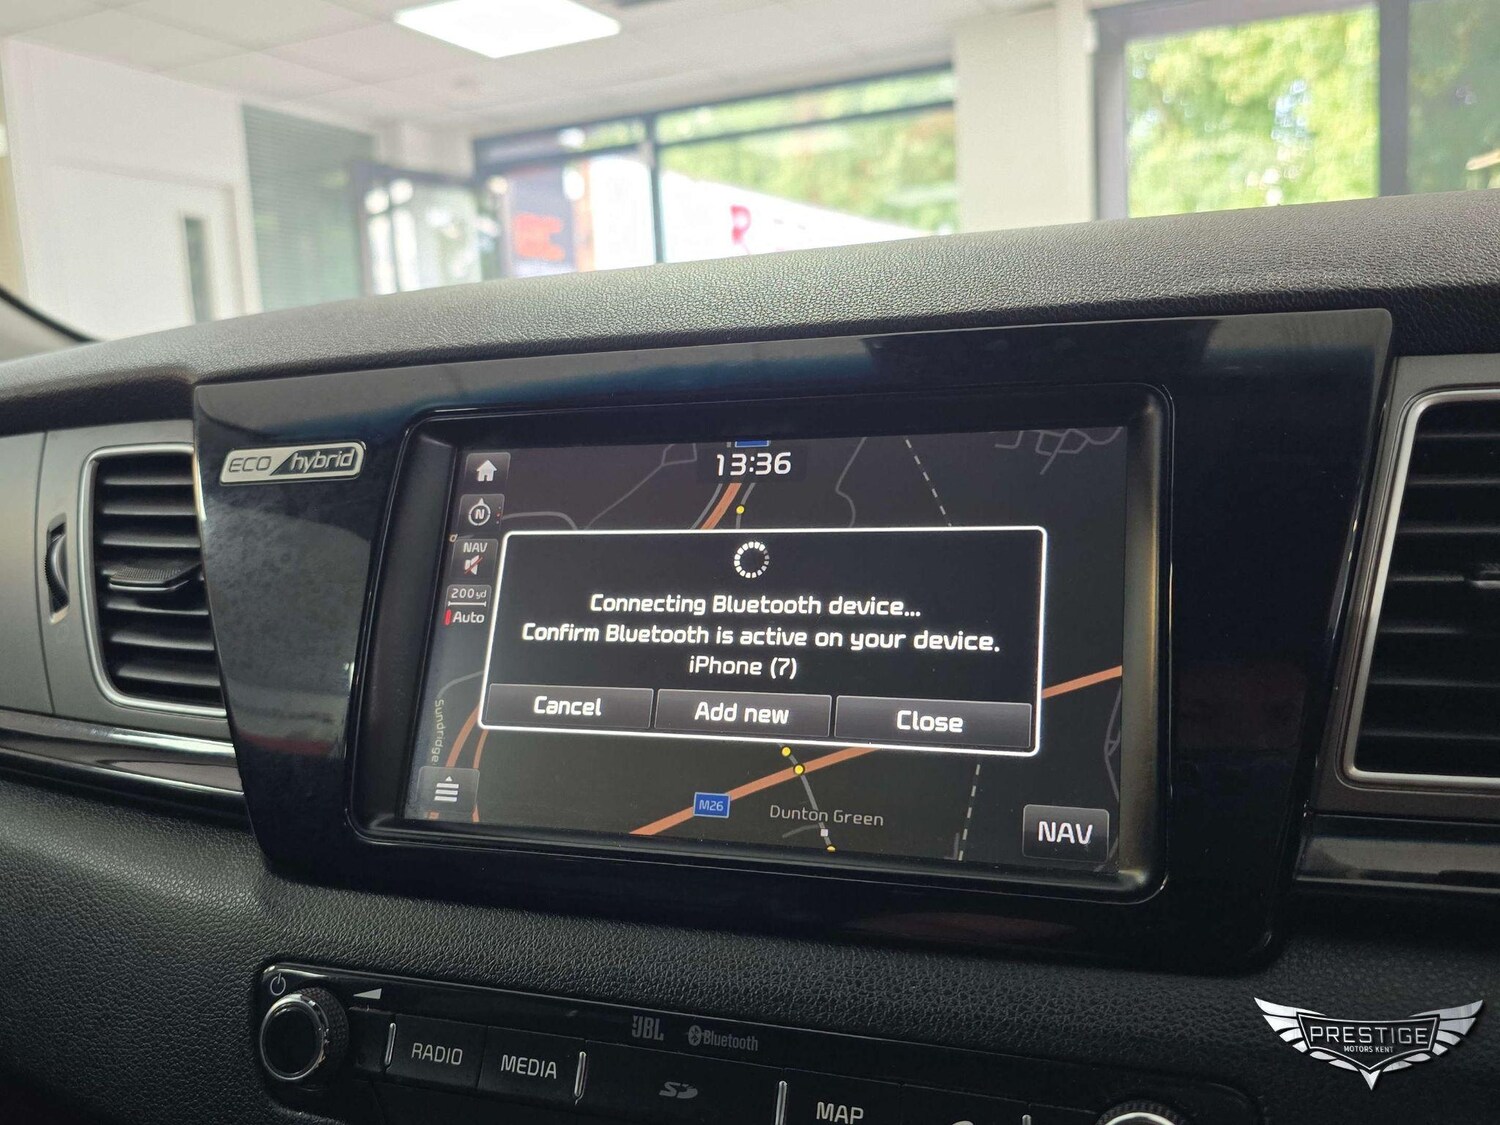 ECO hybrid
13:36
N
NAV
200yd
Auto
Connecting Bluetooth device...
Confirm Bluetooth is active on your device.
iPhone (7)
Cancel
Add new
Close
Sundridge
M26
Dunton Green
NAV
JBL
Bluetooth
RADIO
MEDIA
SD
MAP
PRESTIGE
MOTORS KENT